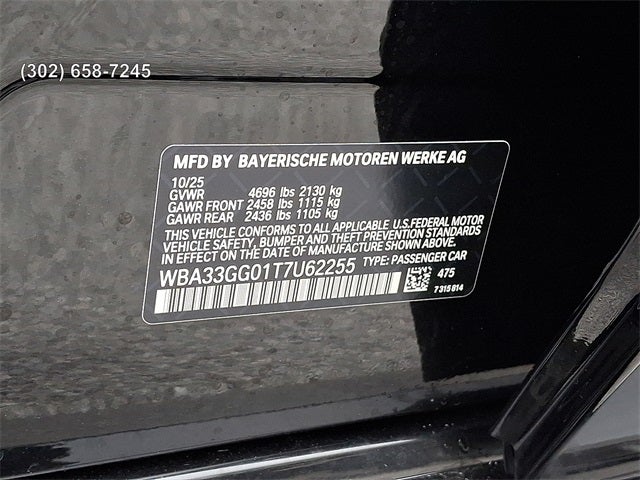 (302) 658-7245
MFD BY BAYERISCHE MOTOREN WERKE AG
10/25
GVWR 4696 lbs 2130 kg
GAWR FRONT 2458 lbs 1115 kg
GAWR REAR 2436 lbs 1105 kg
THIS VEHICLE CONFORMS TO ALL APPLICABLE U.S. FEDERAL MOTOR
VEHICLE SAFETY, BUMPER AND THEFT PREVENTION STANDARDS
IN EFFECT ON THE DATE OF MANUFACTURE SHOWN ABOVE.
WBA33GG01T7U62255 TYPE: PASSENGER CAR
475
7315814